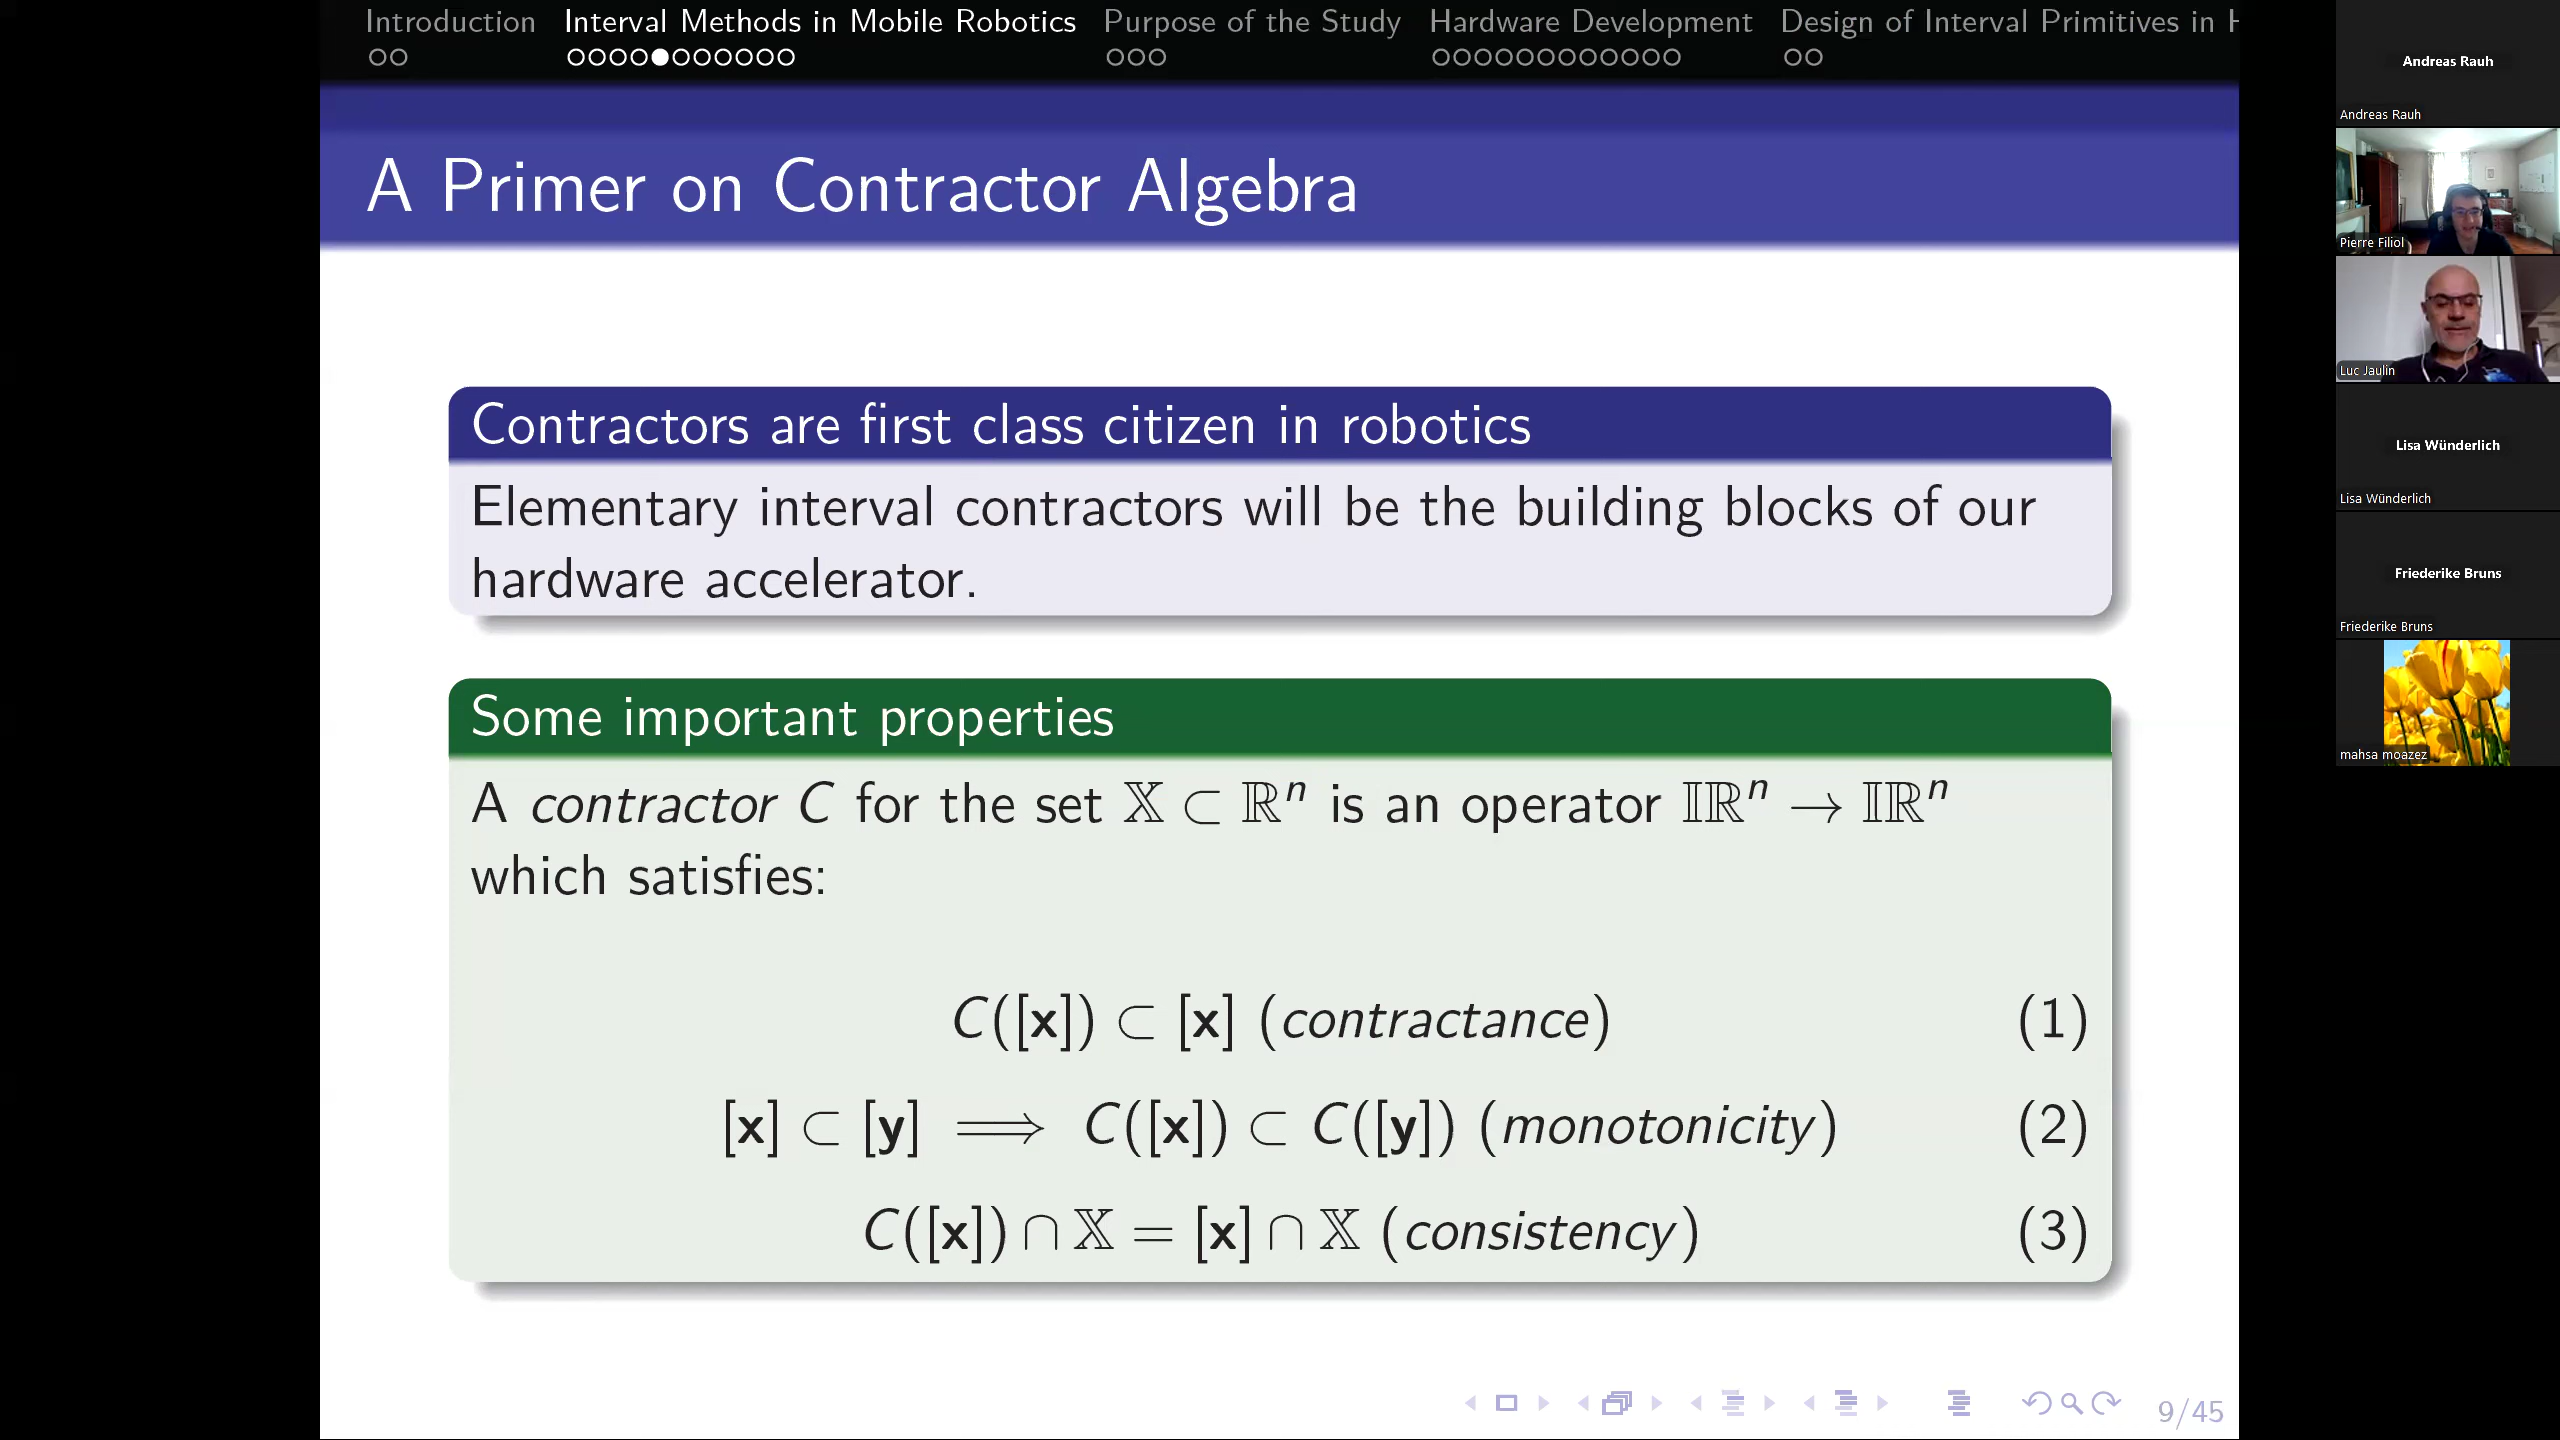 Introduction Interval Methods in Mobile Robotics Purpose of the Study Hardware Development Design of Interval Primitives in
A Primer on Contractor Algebra
Contractors are first class citizen in robotics
Elementary interval contractors will be the building blocks of our
hardware accelerator.
Some important properties
A contractor C for the set 𝕏 ⊂ ℝⁿ is an operator 𝕀ℝⁿ → 𝕀ℝⁿ
which satisfies:
C([x]) ⊂ [x] (contractance) (1)
[x] ⊂ [y] ⟹ C([x]) ⊂ C([y]) (monotonicity) (2)
C([x]) ∩ 𝕏 = [x] ∩ 𝕏 (consistency) (3)
9/45
Andreas Rauh
Andreas Rauh
Pierre Filiol
Luc Jaulin
Lisa Wünderlich
Lisa Wünderlich
Friederike Bruns
Friederike Bruns
mahsa moazez